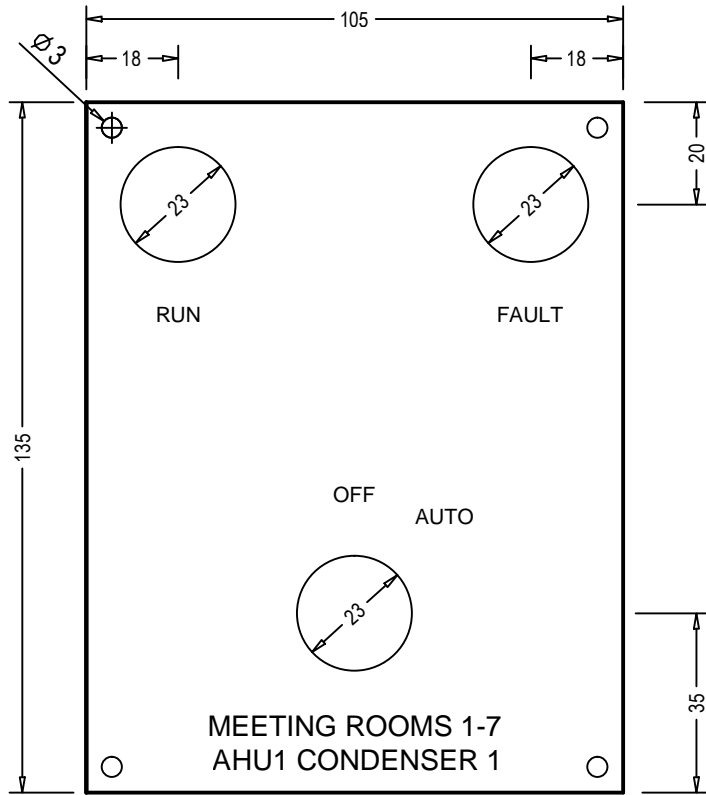 105
18
18
Ø3
20
23
23
RUN
FAULT
135
OFF
AUTO
23
35
MEETING ROOMS 1-7
AHU1 CONDENSER 1